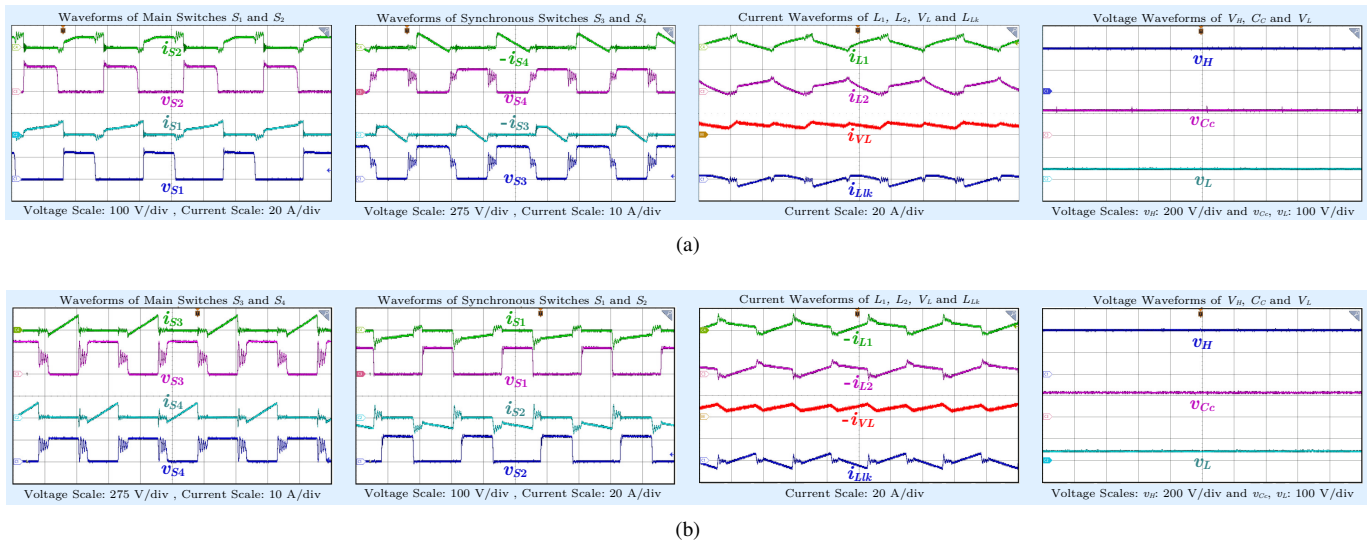 Waveforms of Main Switches S1 and S2
iS2
vS2
iS1
vS1
Voltage Scale: 100 V/div , Current Scale: 20 A/div
Waveforms of Synchronous Switches S3 and S4
-iS4
vS4
-iS3
vS3
Voltage Scale: 275 V/div , Current Scale: 10 A/div
Current Waveforms of L1, L2, VL and LLk
iL1
iL2
iVL
iLlk
Current Scale: 20 A/div
Voltage Waveforms of VH, CC and VL
vH
vCc
vL
Voltage Scales: vH: 200 V/div and vCc, vL: 100 V/div
(a)
Waveforms of Main Switches S3 and S4
iS3
vS3
iS4
vS4
Voltage Scale: 275 V/div , Current Scale: 10 A/div
Waveforms of Synchronous Switches S1 and S2
iS1
vS1
iS2
vS2
Voltage Scale: 100 V/div , Current Scale: 20 A/div
Current Waveforms of L1, L2, VL and LLk
-iL1
-iL2
-iVL
iLlk
Current Scale: 20 A/div
Voltage Waveforms of VH, CC and VL
vH
vCc
vL
Voltage Scales: vH: 200 V/div and vCc, vL: 100 V/div
(b)